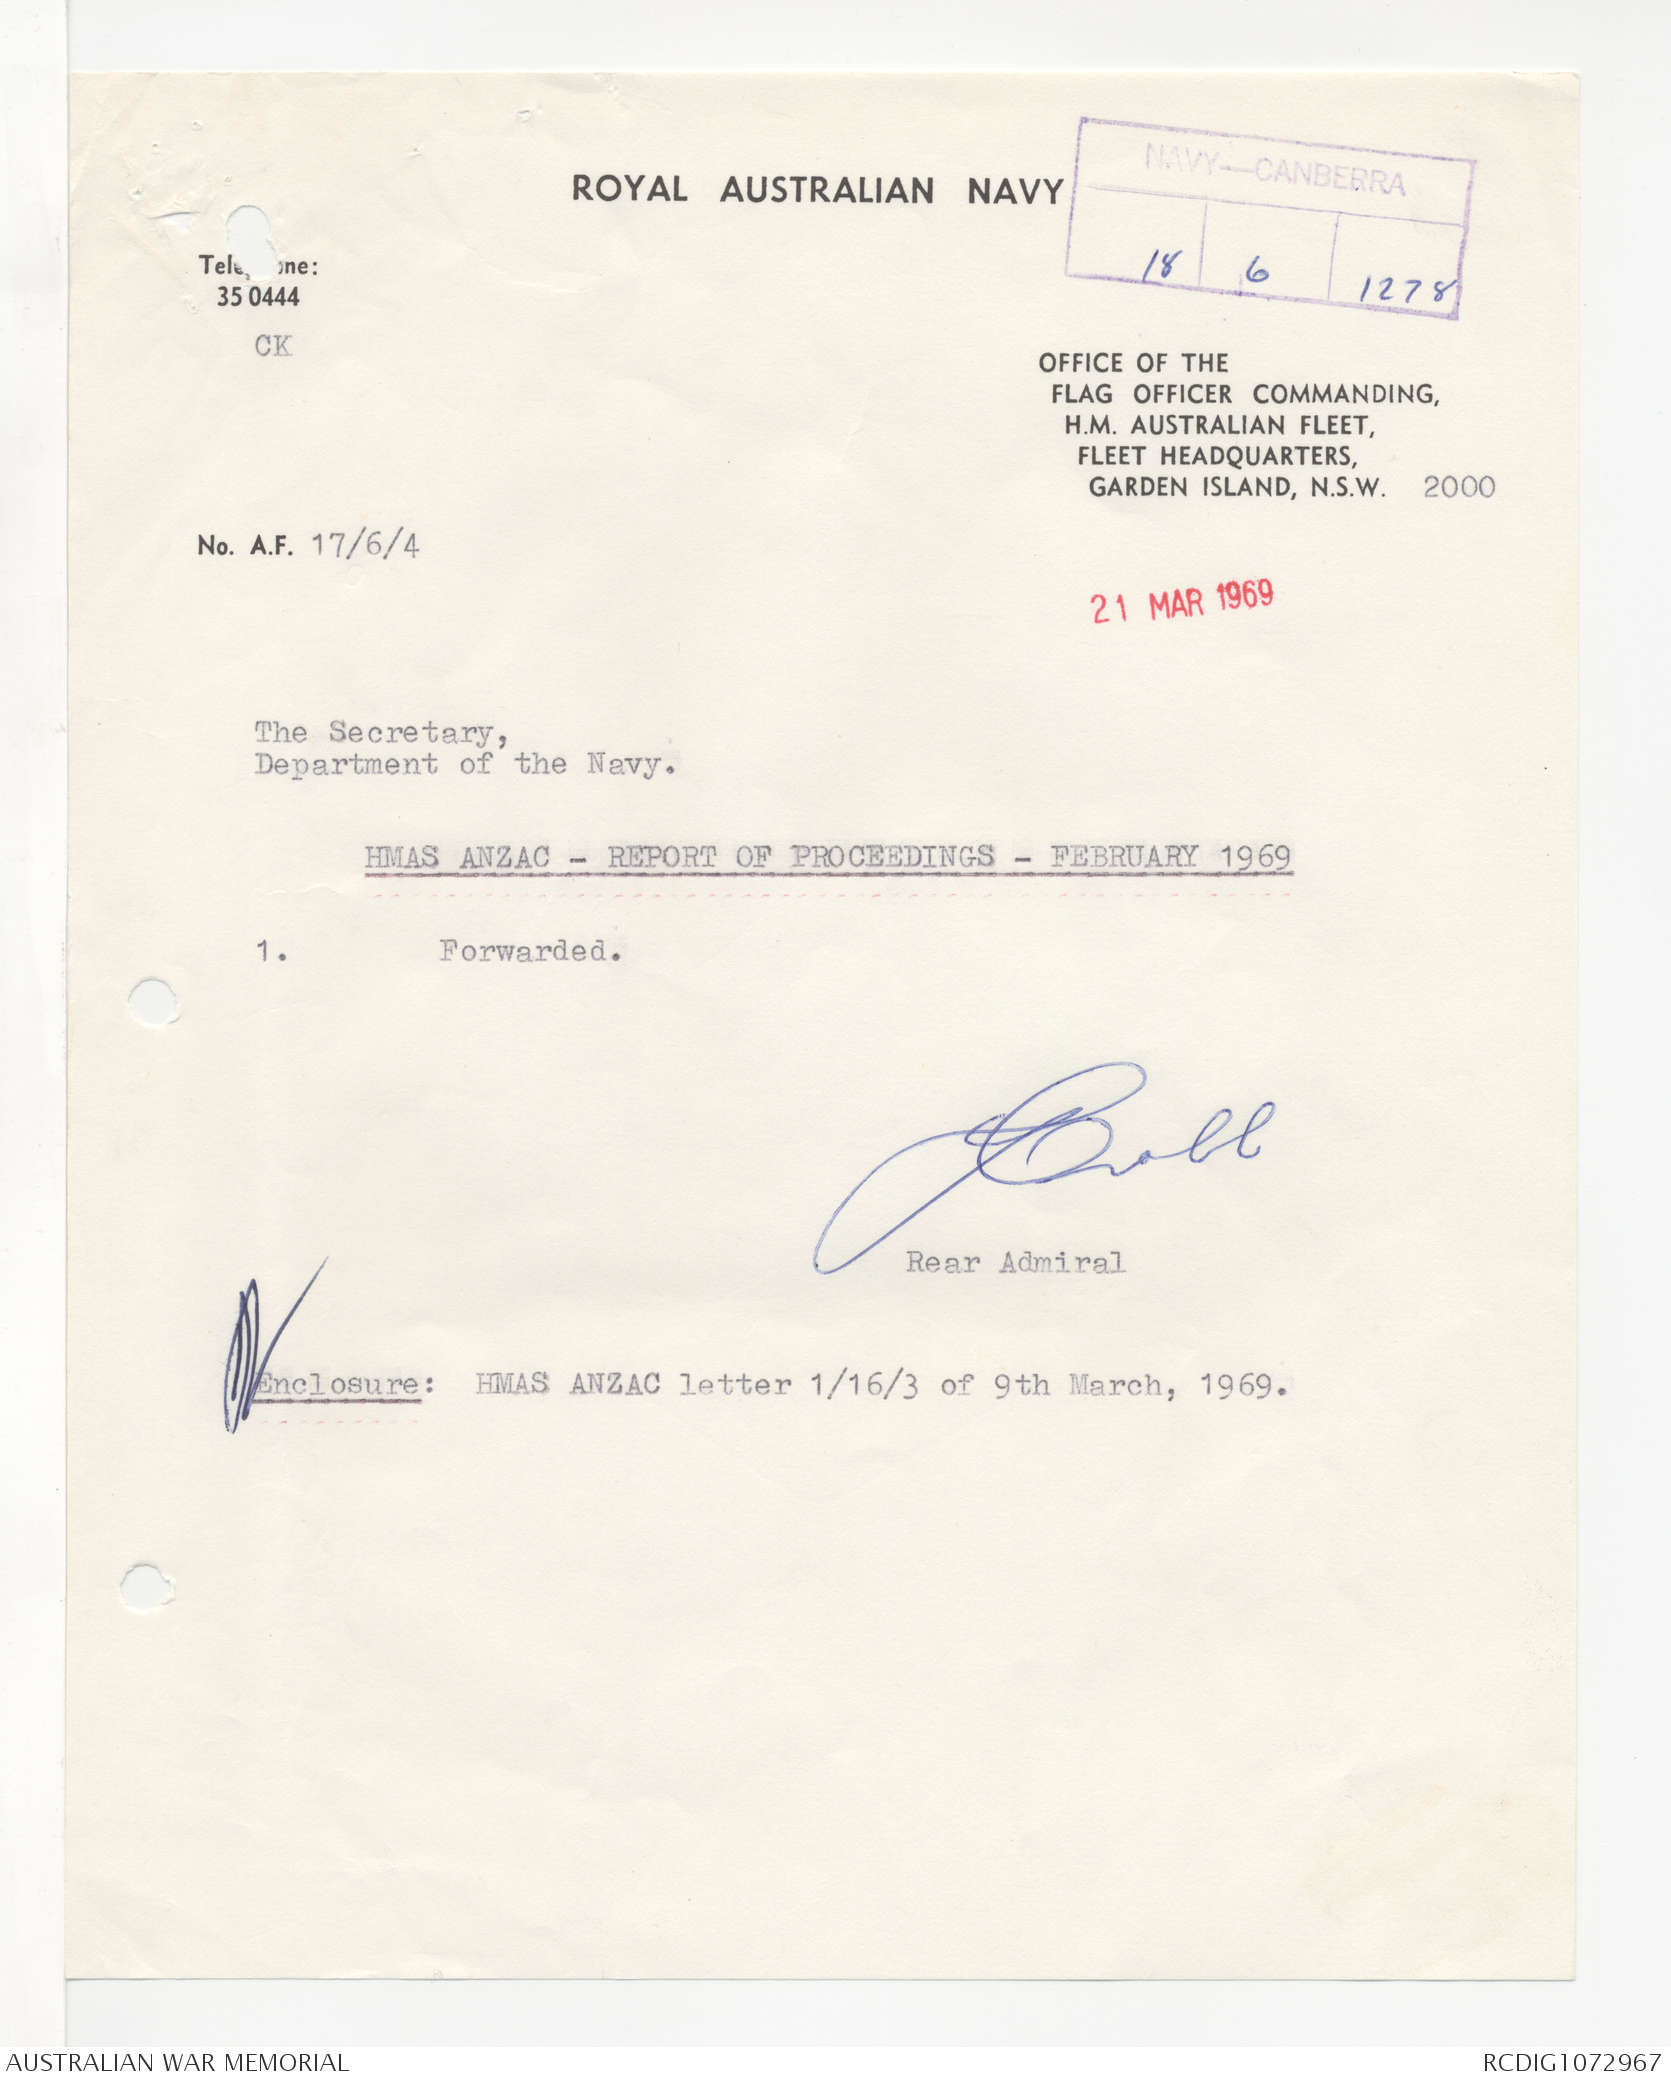 ROYAL AUSTRALIAN NAVY
NAVY—CANBERRA
18 6 1278
Telephone:
35 0444
CK
OFFICE OF THE
FLAG OFFICER COMMANDING,
H.M. AUSTRALIAN FLEET,
FLEET HEADQUARTERS,
GARDEN ISLAND, N.S.W. 2000
No. A.F. 17/6/4
21 MAR 1969
The Secretary,
Department of the Navy.
HMAS ANZAC - REPORT OF PROCEEDINGS - FEBRUARY 1969
1. Forwarded.
Rear Admiral
Enclosure: HMAS ANZAC letter 1/16/3 of 9th March, 1969.
AUSTRALIAN WAR MEMORIAL
RCDIG1072967